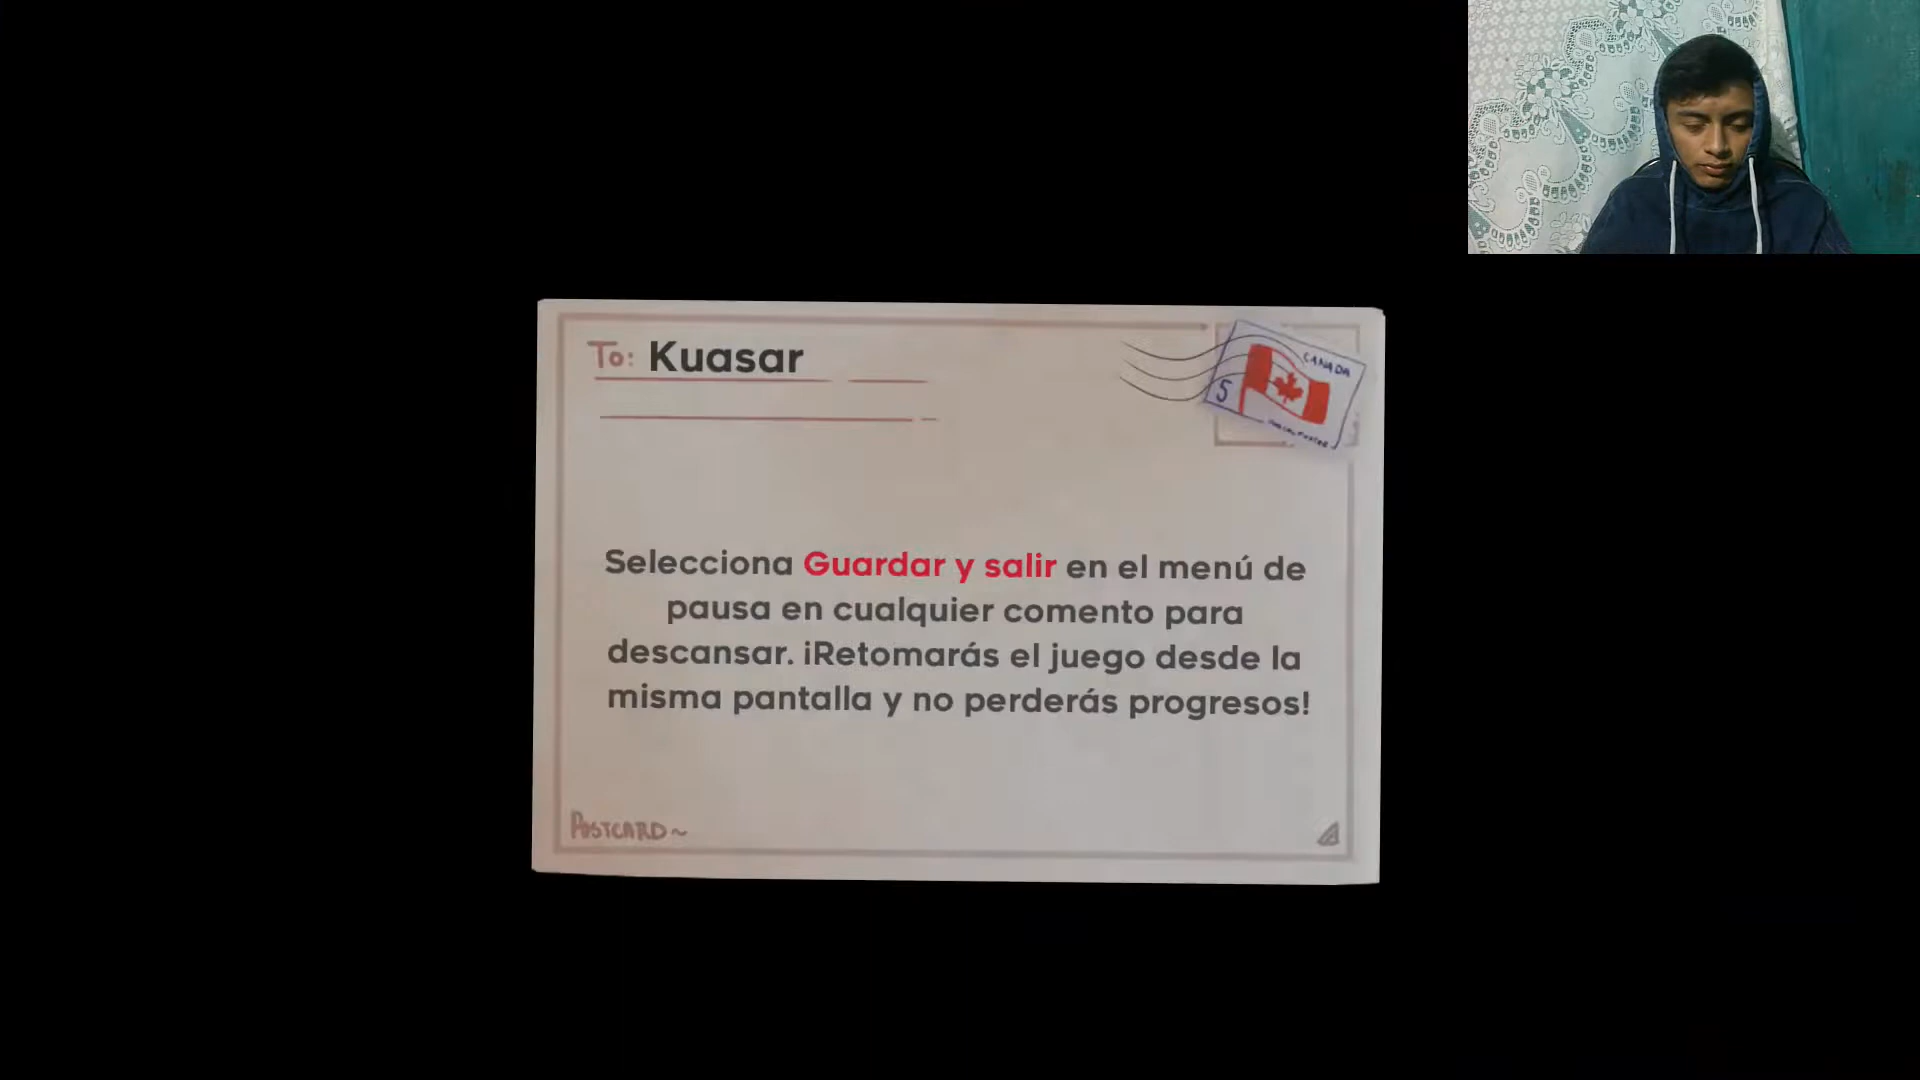 To: Kuasar
CANADA
5
Selecciona Guardar y salir en el menú de
pausa en cualquier comento para
descansar. ¡Retomarás el juego desde la
misma pantalla y no perderás progresos!
POSTCARD~